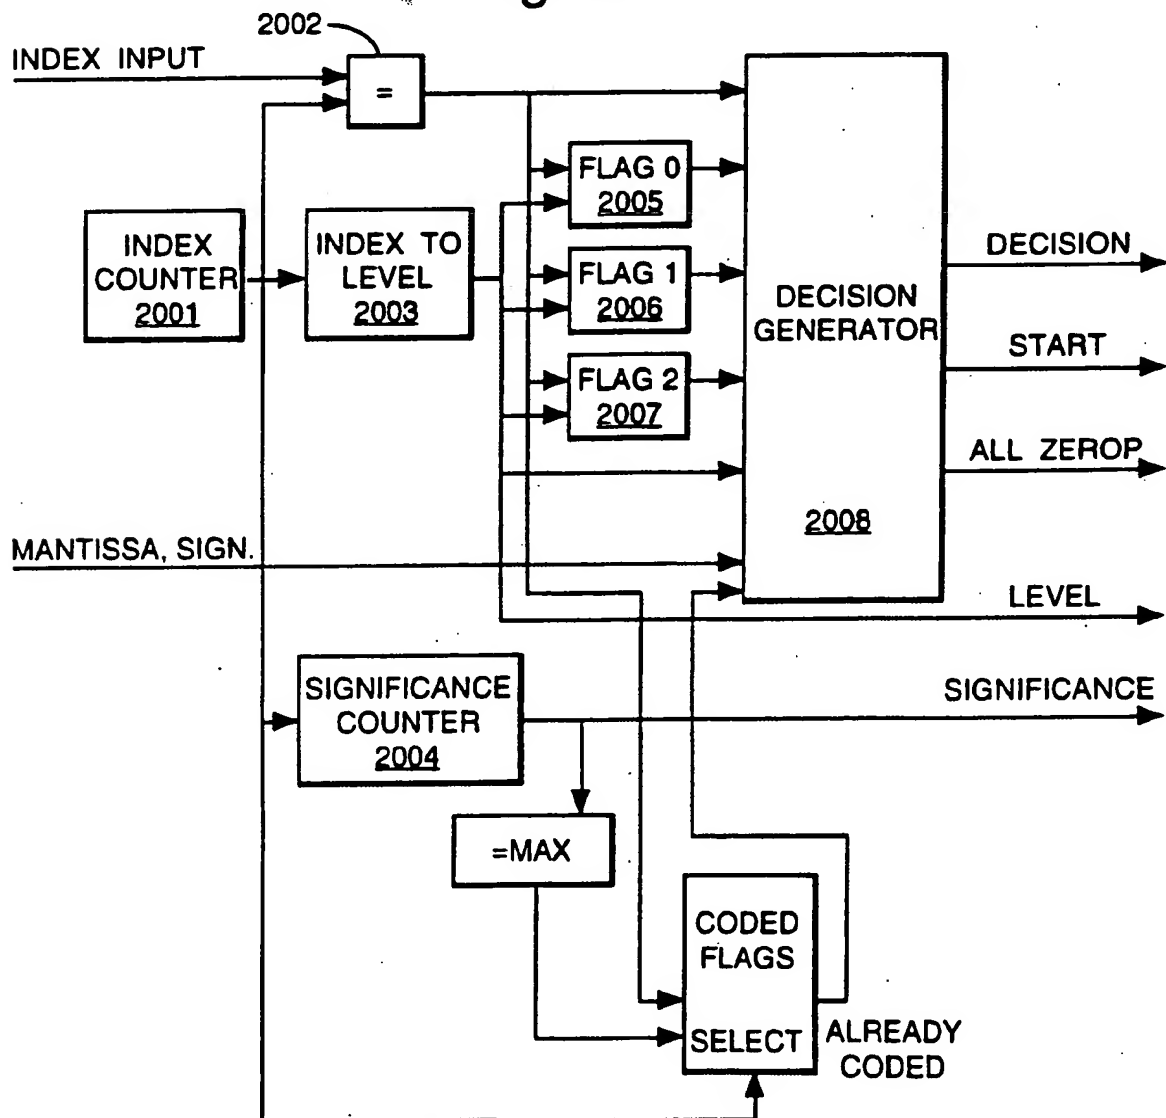 2002
INDEX INPUT
=
FLAG 0
2005
INDEX
COUNTER
2001
INDEX TO
LEVEL
2003
FLAG 1
2006
FLAG 2
2007
DECISION
GENERATOR
2008
DECISION
START
ALL ZEROP
MANTISSA, SIGN.
LEVEL
SIGNIFICANCE
COUNTER
2004
SIGNIFICANCE
=MAX
CODED
FLAGS
SELECT
ALREADY
CODED